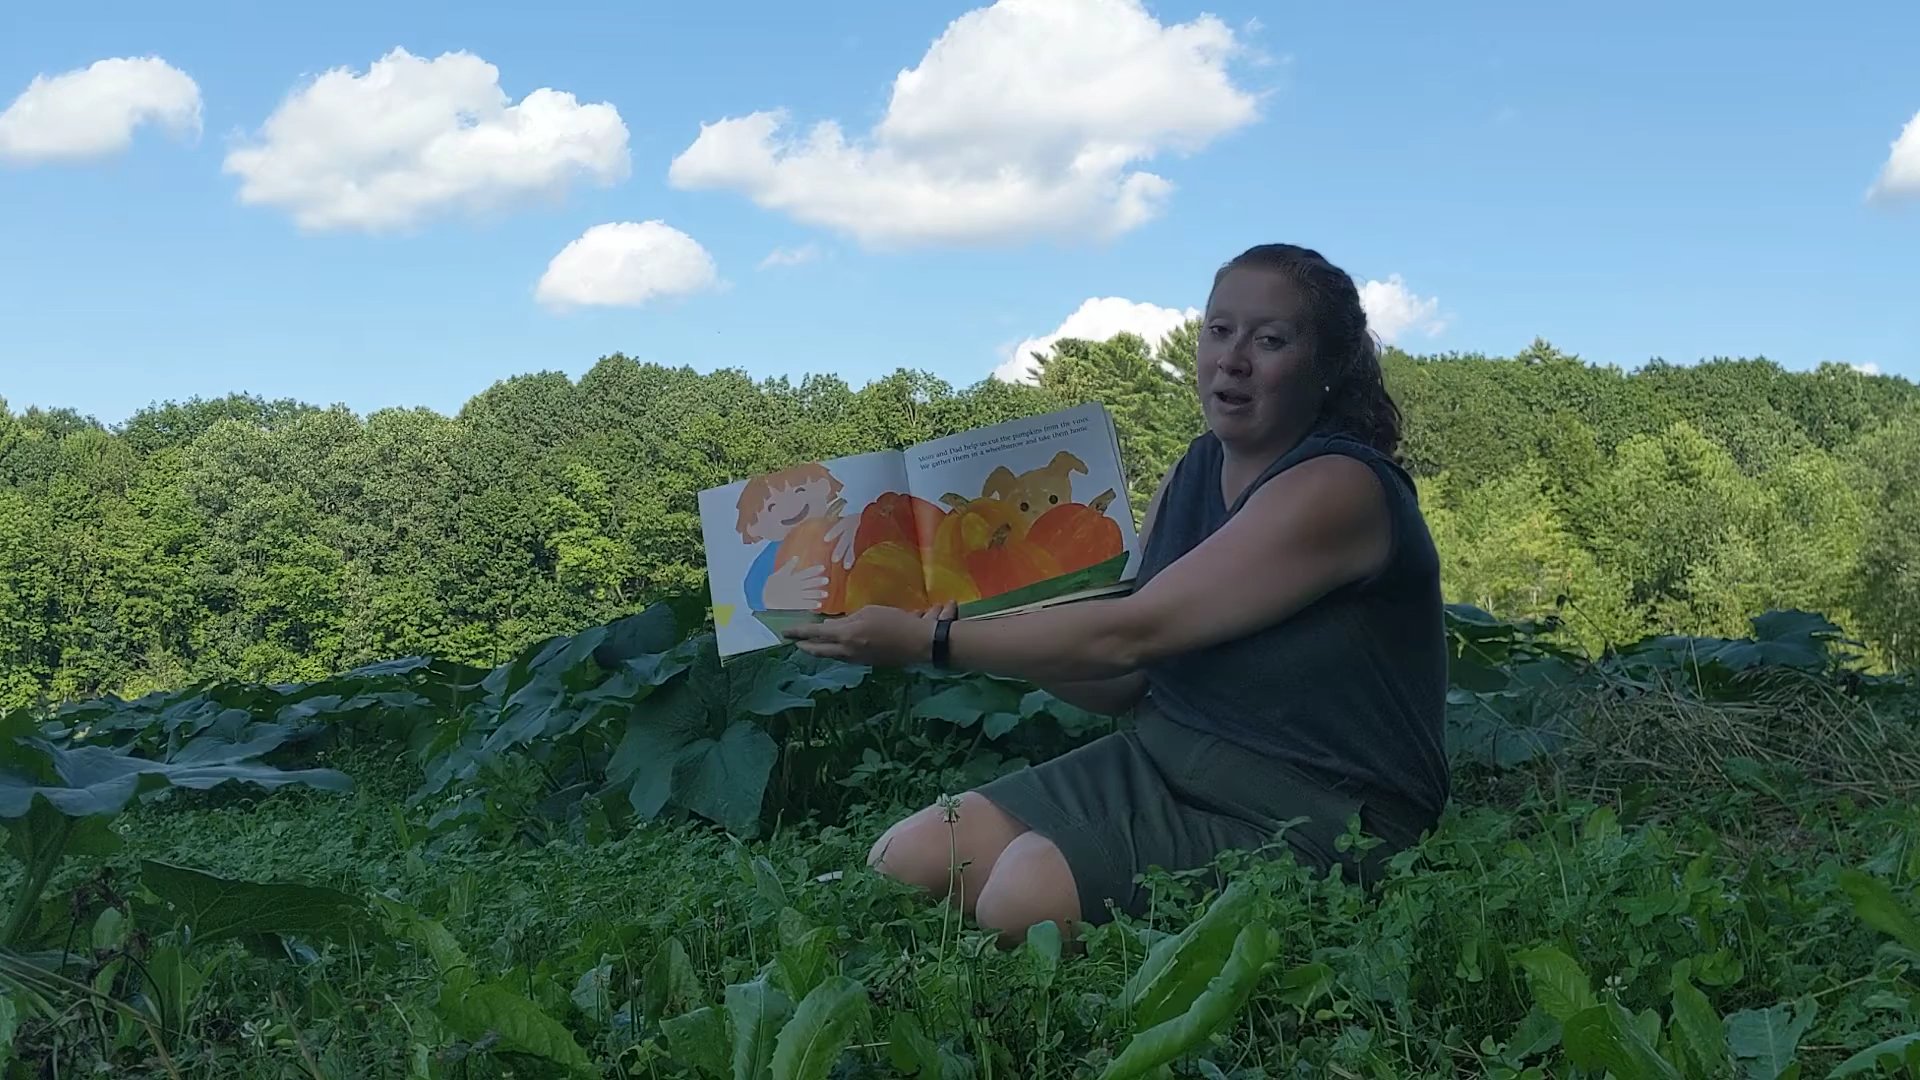 Mom and Dad help us cut the pumpkins from the vines.
We gather them in a wheelbarrow and take them home.